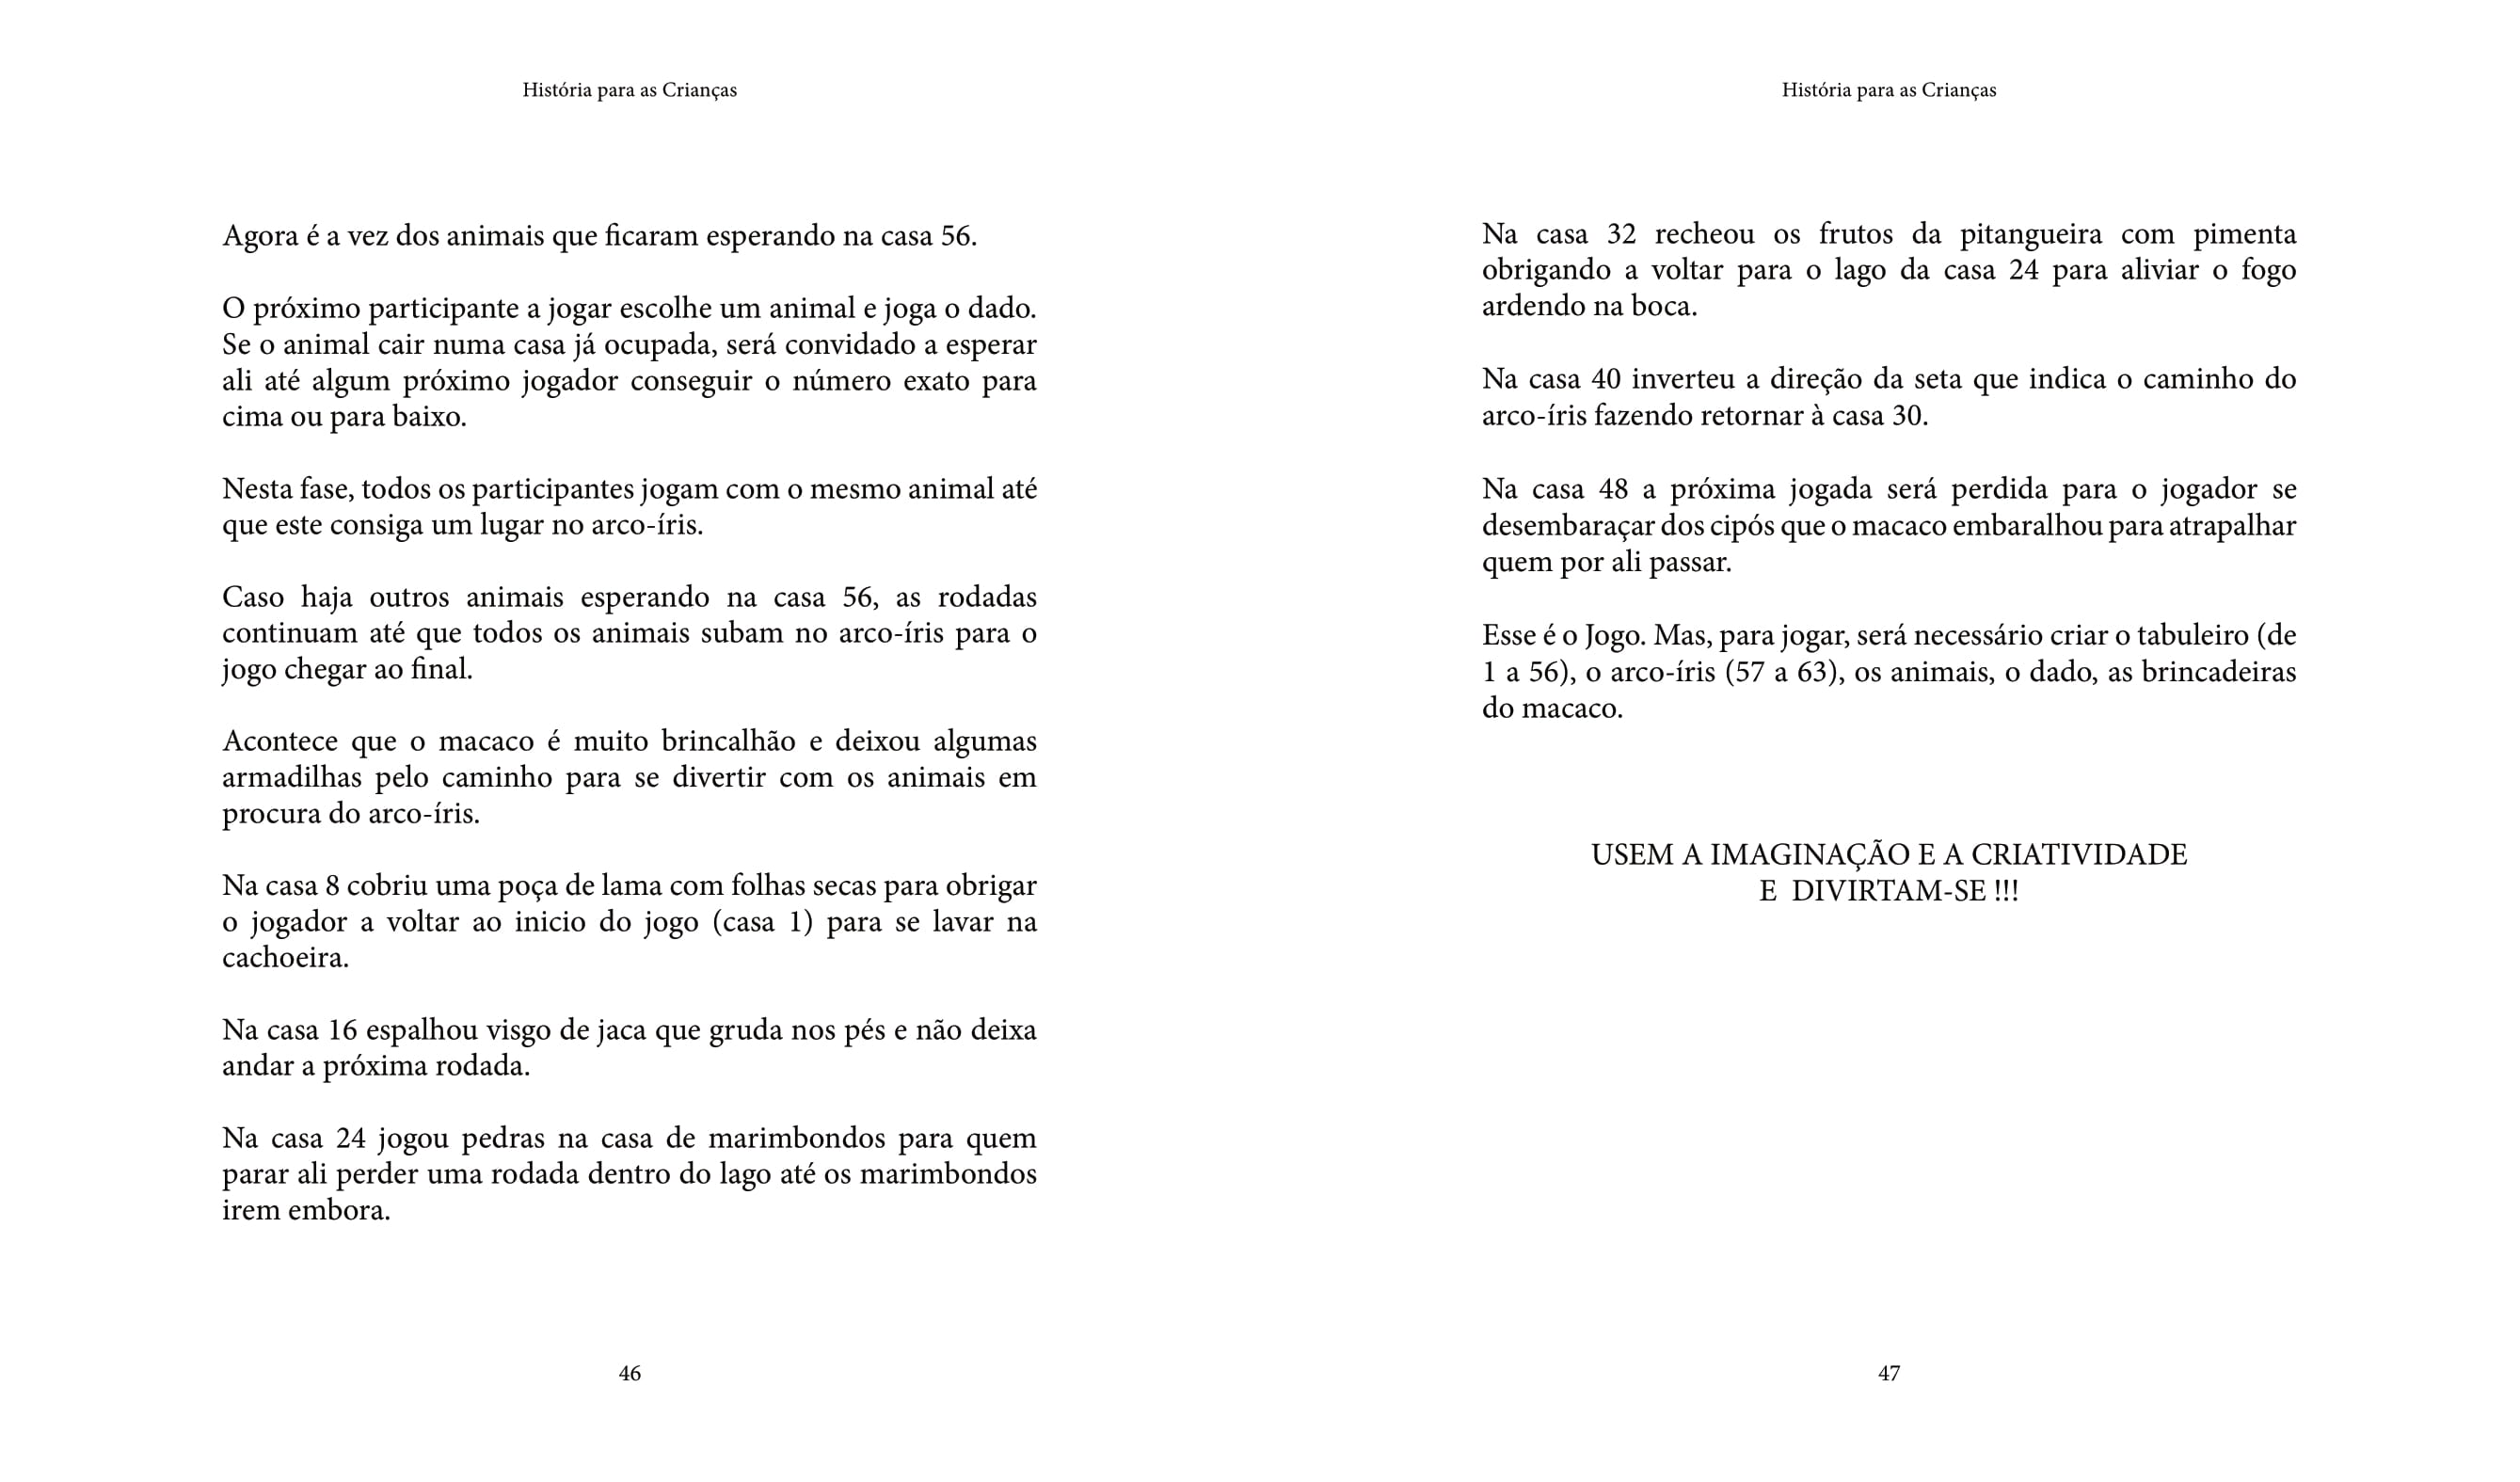 História para as Crianças
Agora é a vez dos animais que ficaram esperando na casa 56.
O próximo participante a jogar escolhe um animal e joga o dado.
Se o animal cair numa casa já ocupada, será convidado a esperar
ali até algum próximo jogador conseguir o número exato para
cima ou para baixo.
Nesta fase, todos os participantes jogam com o mesmo animal até
que este consiga um lugar no arco-íris.
Caso haja outros animais esperando na casa 56, as rodadas
continuam até que todos os animais subam no arco-íris para o
jogo chegar ao final.
Acontece que o macaco é muito brincalhão e deixou algumas
armadilhas pelo caminho para se divertir com os animais em
procura do arco-íris.
Na casa 8 cobriu uma poça de lama com folhas secas para obrigar
o jogador a voltar ao inicio do jogo (casa 1) para se lavar na
cachoeira.
Na casa 16 espalhou visgo de jaca que gruda nos pés e não deixa
andar a próxima rodada.
Na casa 24 jogou pedras na casa de marimbondos para quem
parar ali perder uma rodada dentro do lago até os marimbondos
irem embora.
46
História para as Crianças
Na casa 32 recheou os frutos da pitangueira com pimenta
obrigando a voltar para o lago da casa 24 para aliviar o fogo
ardendo na boca.
Na casa 40 inverteu a direção da seta que indica o caminho do
arco-íris fazendo retornar à casa 30.
Na casa 48 a próxima jogada será perdida para o jogador se
desembaraçar dos cipós que o macaco embaralhou para atrapalhar
quem por ali passar.
Esse é o Jogo. Mas, para jogar, será necessário criar o tabuleiro (de
1 a 56), o arco-íris (57 a 63), os animais, o dado, as brincadeiras
do macaco.
USEM A IMAGINAÇÃO E A CRIATIVIDADE
E DIVIRTAM-SE !!!
47